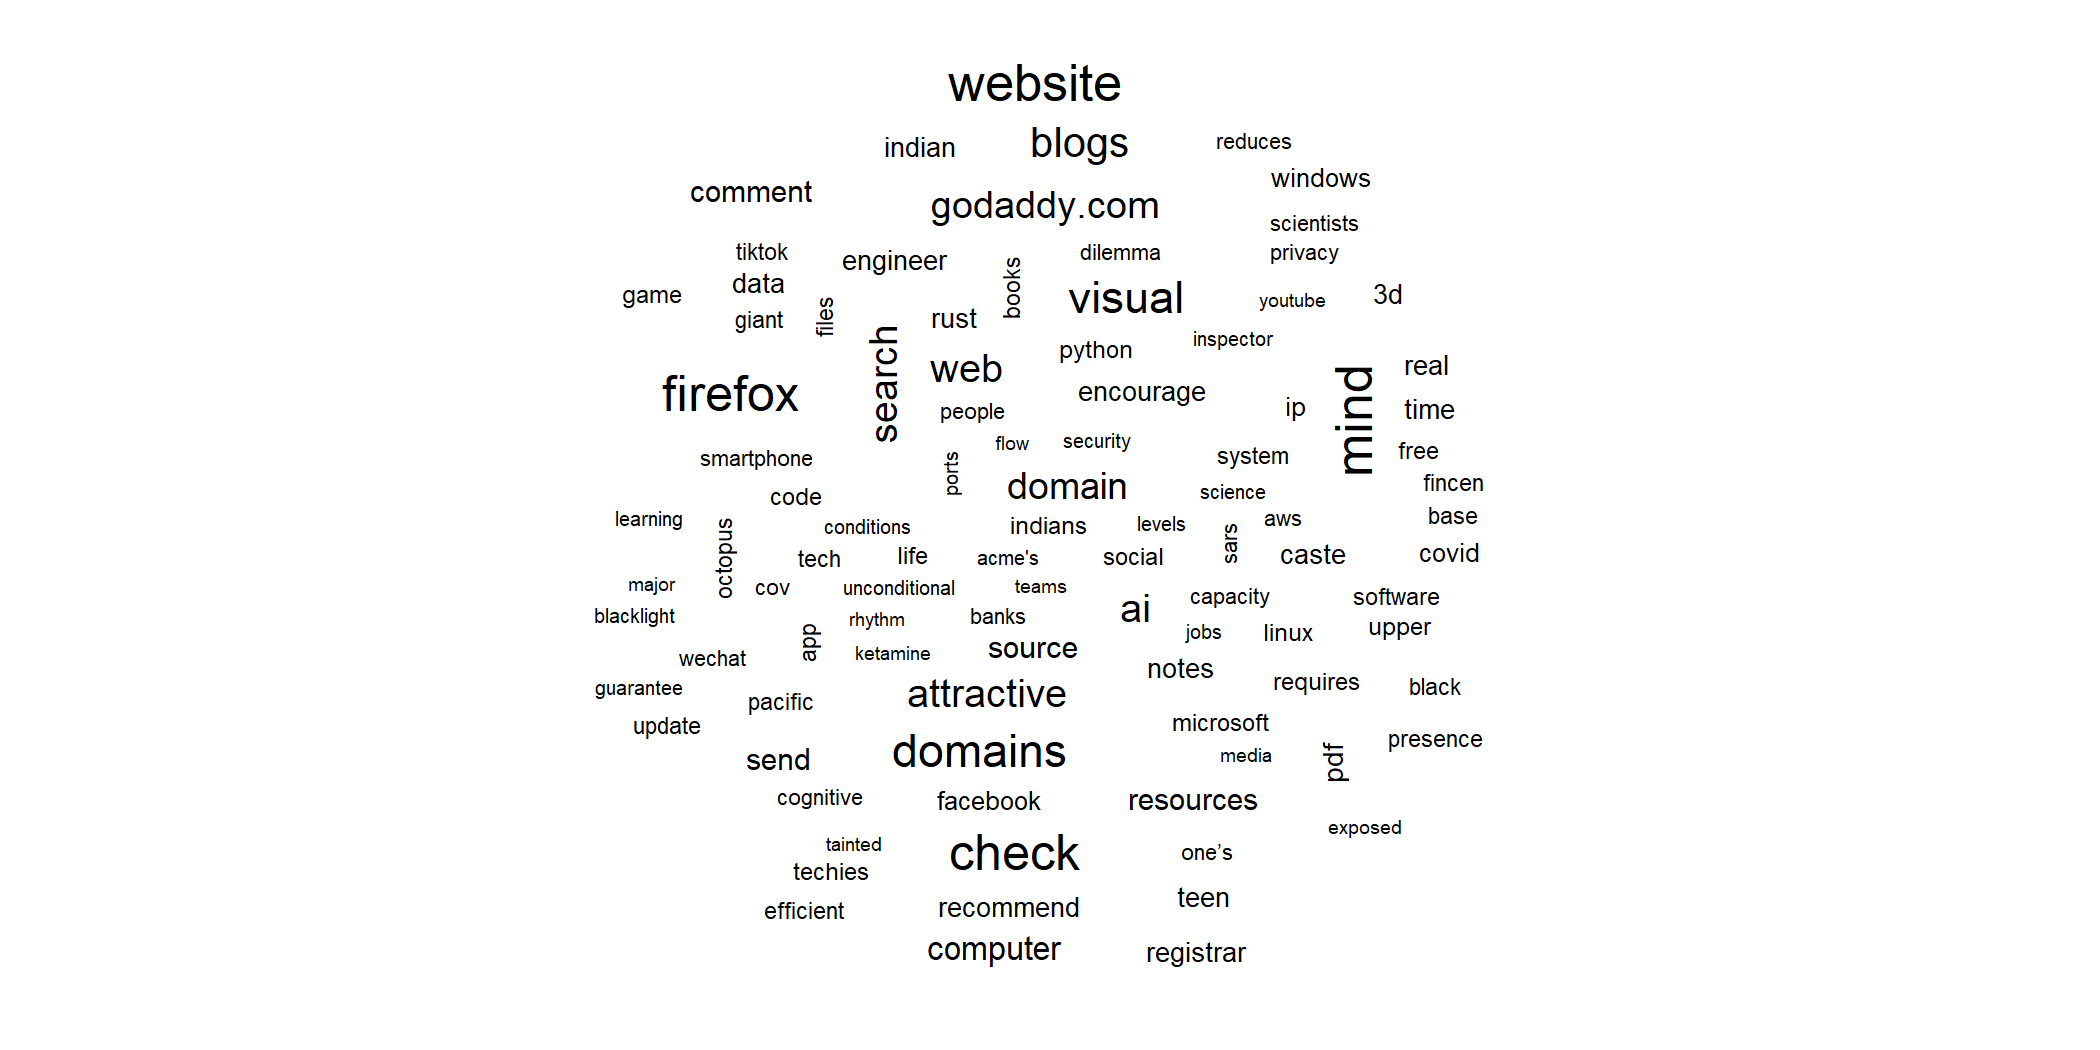 website
indian blogs reduces
windows
comment
godaddy.com
scientists
tiktok engineer dilemma privacy
books
data
game visual youtube 3d
giant files rust
search
python inspector
web
real
firefox encourage mind
people ip time
flow security
smartphone system free
ports
domain fincen
code science
learning conditions indians levels aws base
octopus sars
tech life acme's social caste covid
major cov unconditional teams
ai capacity software
blacklight rhythm banks
app jobs linux upper
wechat ketamine source
notes
guarantee attractive requires black
pacific
update microsoft
presence
send domains media pdf
cognitive facebook resources
exposed
tainted check one’s
techies
teen
efficient recommend
computer registrar